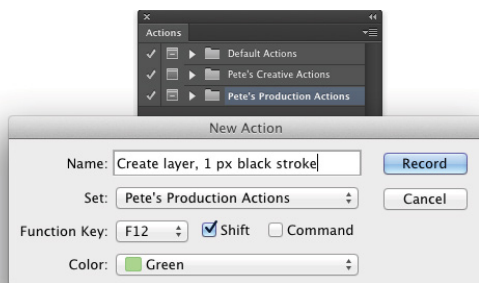 Actions
Default Actions
Pete's Creative Actions
Pete's Production Actions
New Action
Name: Create layer, 1 px black stroke Record
Set: Pete's Production Actions Cancel
Function Key: F12 Shift Command
Color: Green